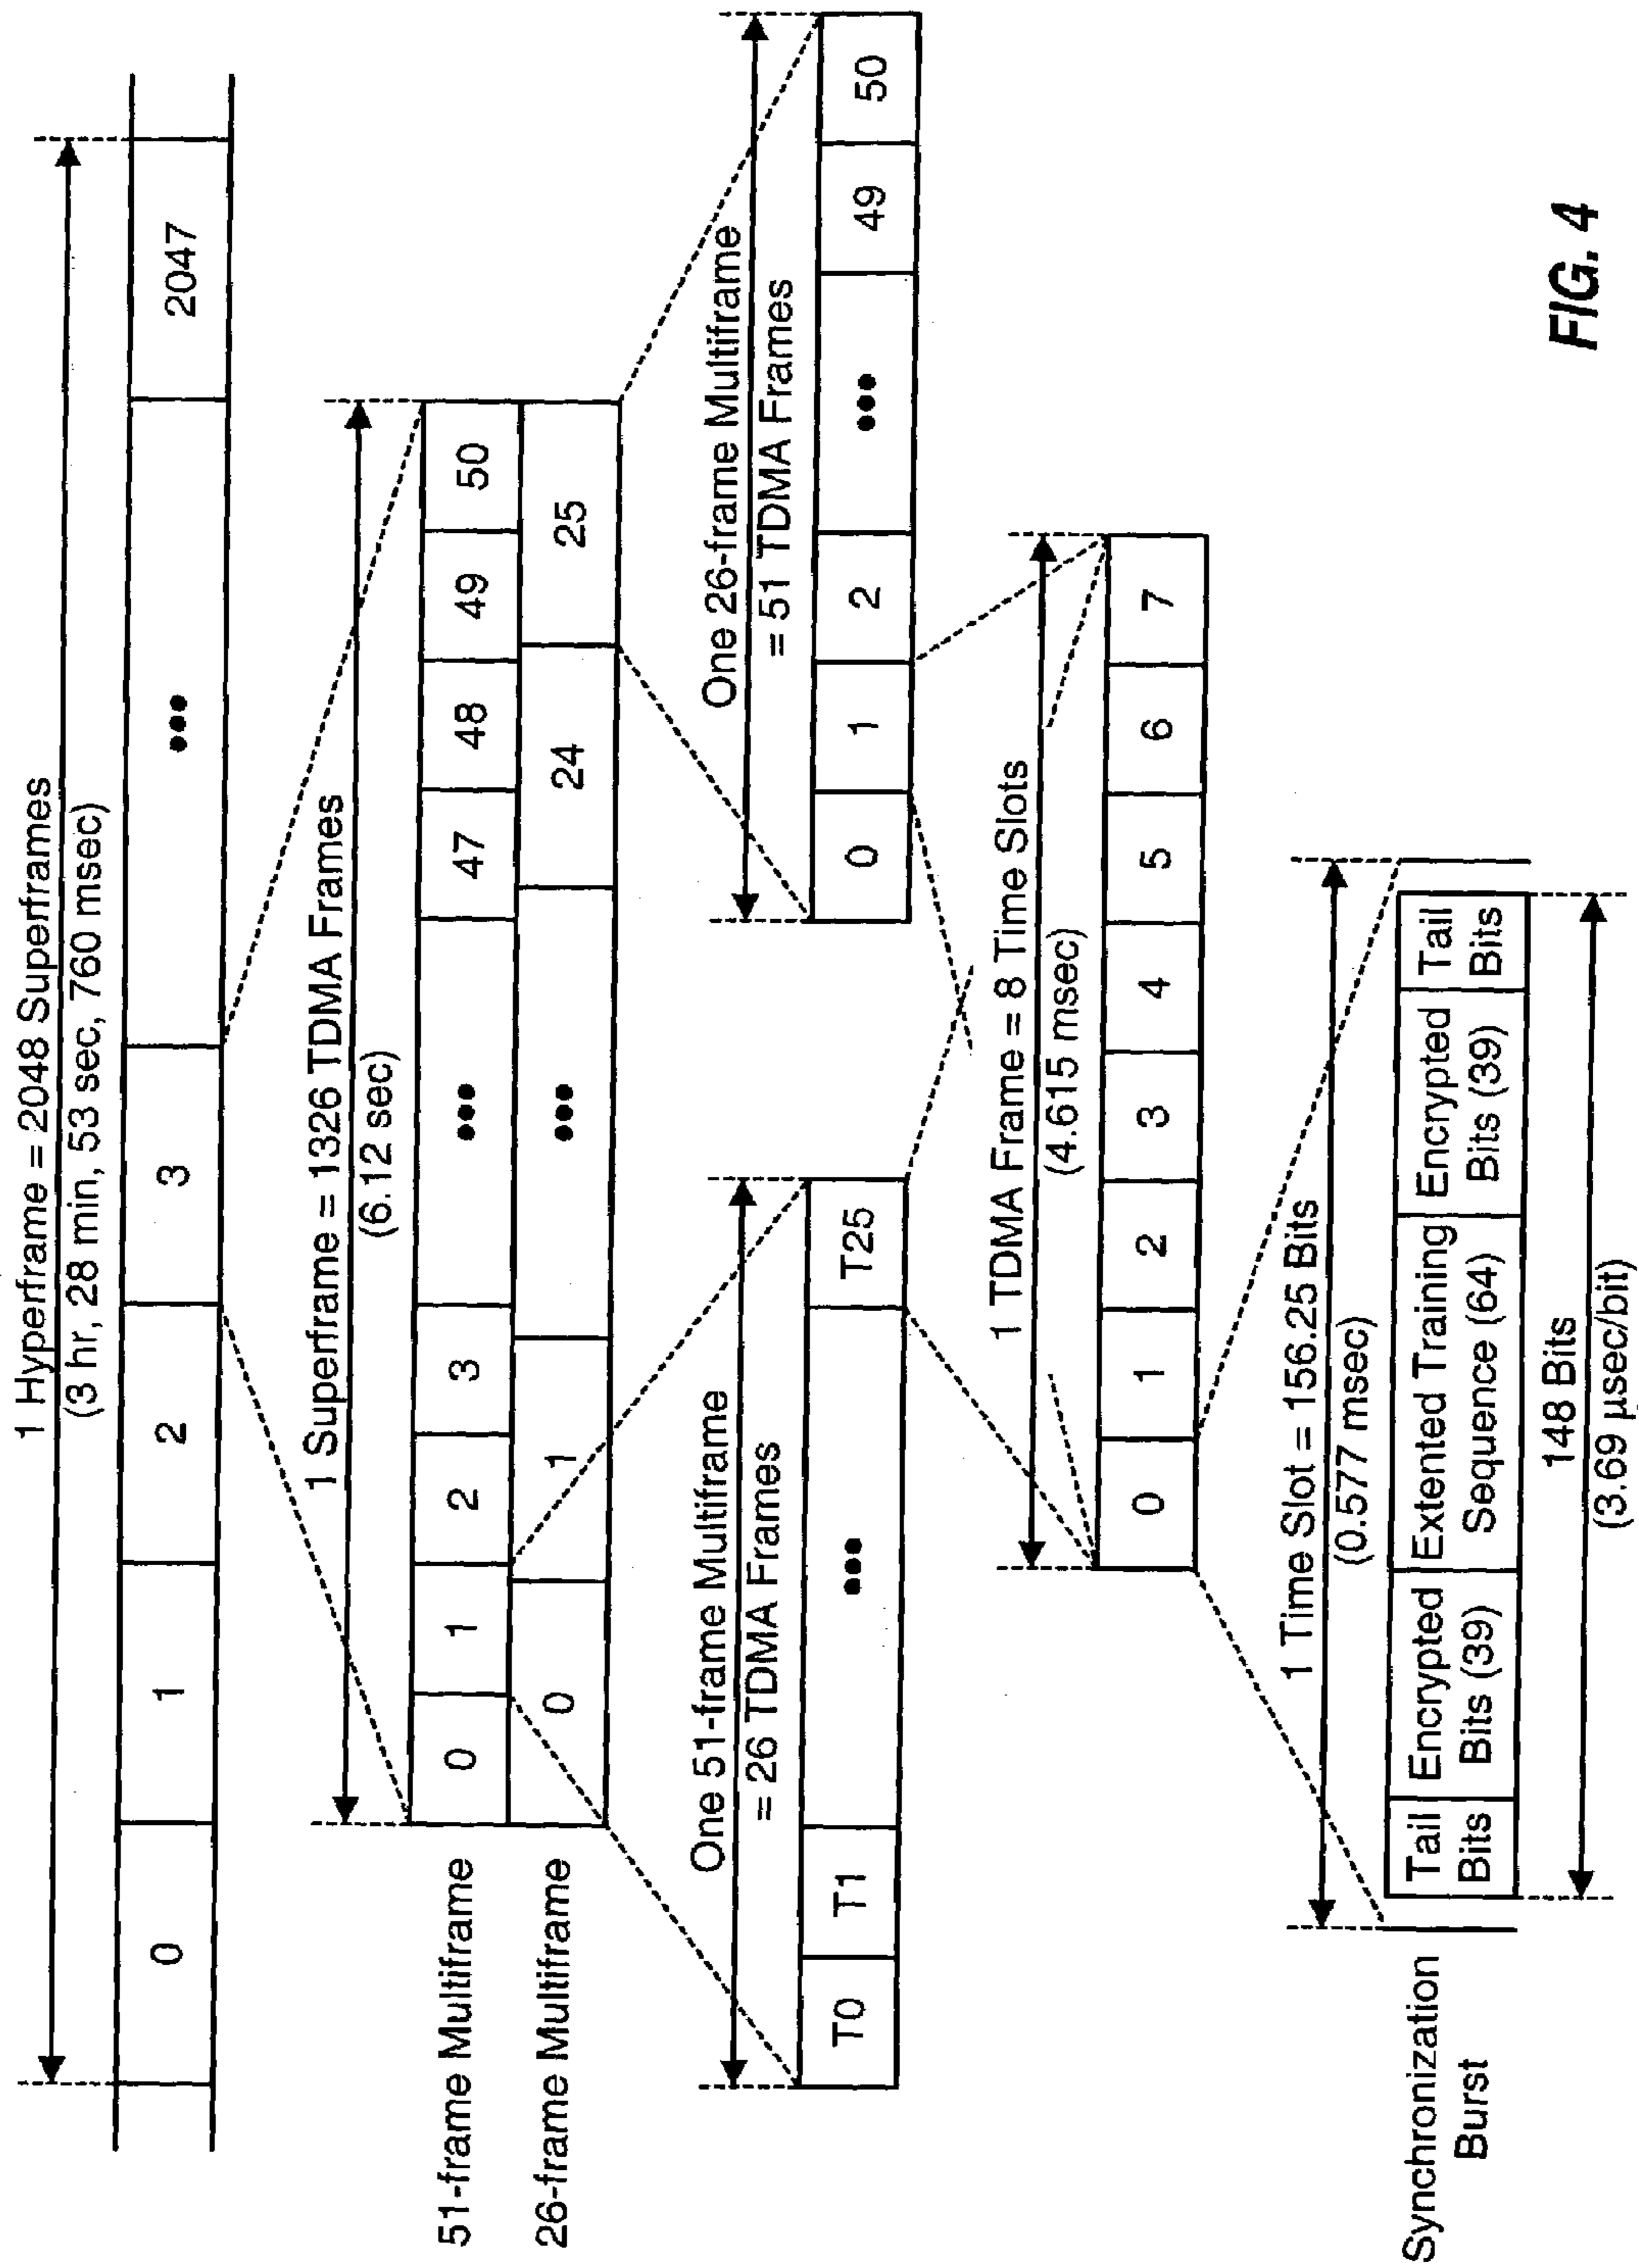 1 Hyperframe = 2048 Superframes
(3 hr, 28 min, 53 sec, 760 msec)
0 1 2 3 ••• 2047
1 Superframe = 1326 TDMA Frames
(6.12 sec)
51-frame Multiframe 0 1 2 3 ••• 47 48 49 50
26-frame Multiframe 0 1 ••• 24 25
One 51-frame Multiframe
= 26 TDMA Frames
T0 T1 ••• T25
One 26-frame Multiframe
= 51 TDMA Frames
0 1 2 ••• 49 50
1 TDMA Frame = 8 Time Slots
(4.615 msec)
0 1 2 3 4 5 6 7
1 Time Slot = 156.25 Bits
(0.577 msec)
Synchronization
Burst
Tail
Bits
Encrypted
Bits (39)
Extented Training
Sequence (64)
Encrypted
Bits (39)
Tail
Bits
148 Bits
(3.69 µsec/bit)
FIG. 4